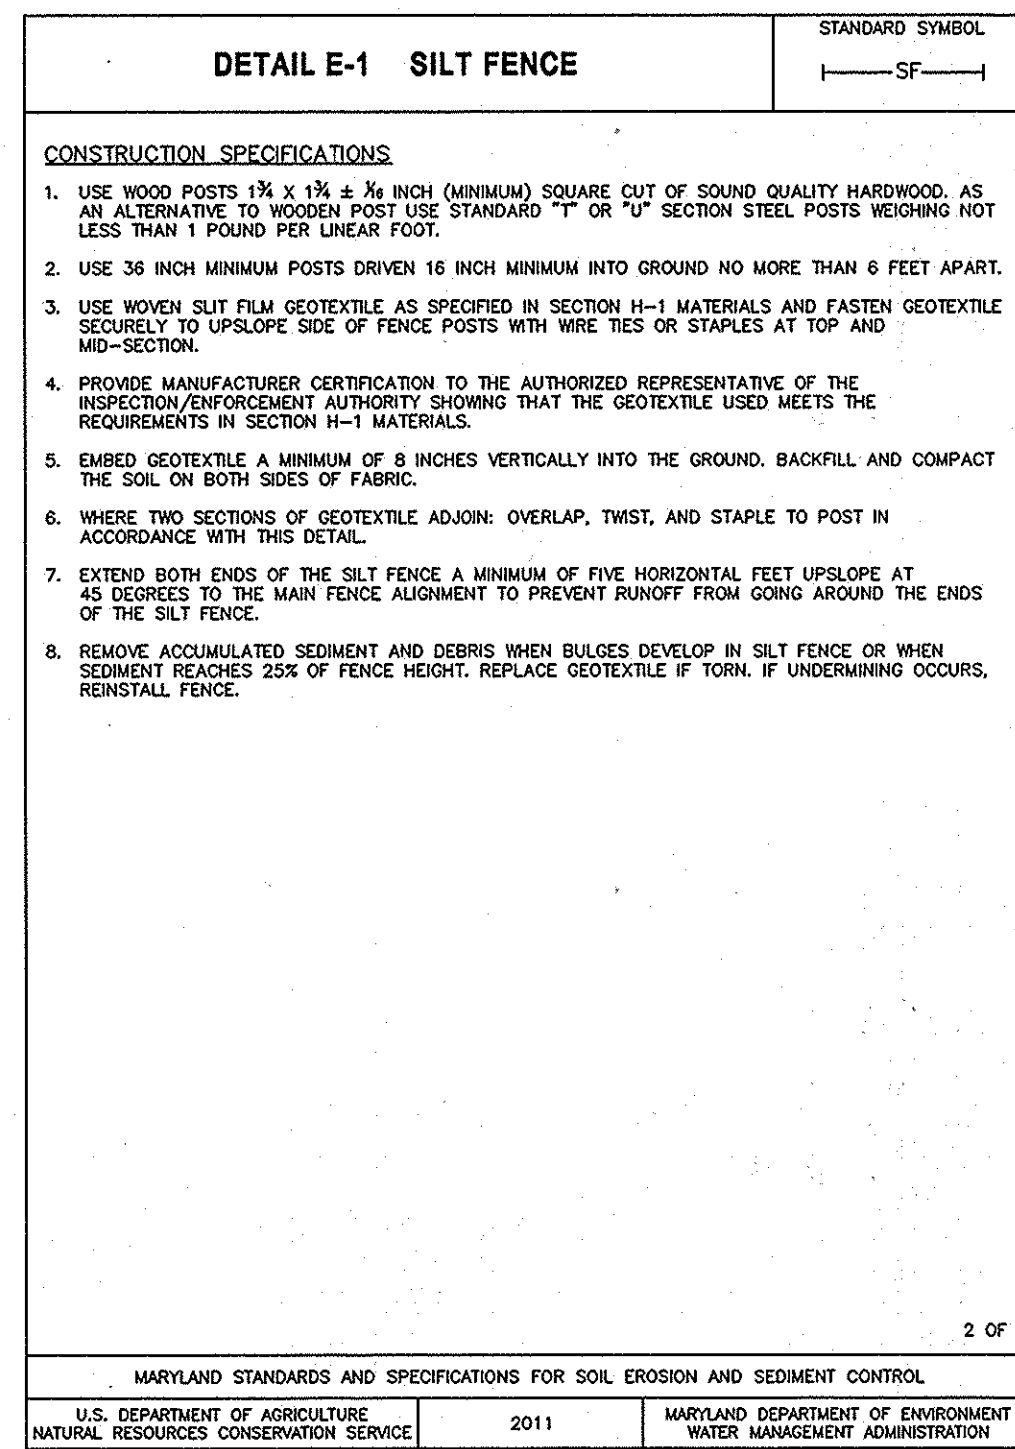 DETAIL E-1 SILT FENCE
STANDARD SYMBOL
SF
CONSTRUCTION SPECIFICATIONS
1. USE WOOD POSTS 1¾ X 1¾ ± 1/16 INCH (MINIMUM) SQUARE CUT OF SOUND QUALITY HARDWOOD. AS
AN ALTERNATIVE TO WOODEN POST USE STANDARD "T" OR "U" SECTION STEEL POSTS WEIGHING NOT
LESS THAN 1 POUND PER LINEAR FOOT.
2. USE 36 INCH MINIMUM POSTS DRIVEN 16 INCH MINIMUM INTO GROUND NO MORE THAN 6 FEET APART.
3. USE WOVEN SLIT FILM GEOTEXTILE AS SPECIFIED IN SECTION H-1 MATERIALS AND FASTEN GEOTEXTILE
SECURELY TO UPSLOPE SIDE OF FENCE POSTS WITH WIRE TIES OR STAPLES AT TOP AND
MID-SECTION.
4. PROVIDE MANUFACTURER CERTIFICATION TO THE AUTHORIZED REPRESENTATIVE OF THE
INSPECTION/ENFORCEMENT AUTHORITY SHOWING THAT THE GEOTEXTILE USED MEETS THE
REQUIREMENTS IN SECTION H-1 MATERIALS.
5. EMBED GEOTEXTILE A MINIMUM OF 8 INCHES VERTICALLY INTO THE GROUND. BACKFILL AND COMPACT
THE SOIL ON BOTH SIDES OF FABRIC.
6. WHERE TWO SECTIONS OF GEOTEXTILE ADJOIN: OVERLAP, TWIST, AND STAPLE TO POST IN
ACCORDANCE WITH THIS DETAIL.
7. EXTEND BOTH ENDS OF THE SILT FENCE A MINIMUM OF FIVE HORIZONTAL FEET UPSLOPE AT
45 DEGREES TO THE MAIN FENCE ALIGNMENT TO PREVENT RUNOFF FROM GOING AROUND THE ENDS
OF THE SILT FENCE.
8. REMOVE ACCUMULATED SEDIMENT AND DEBRIS WHEN BULGES DEVELOP IN SILT FENCE OR WHEN
SEDIMENT REACHES 25% OF FENCE HEIGHT. REPLACE GEOTEXTILE IF TORN. IF UNDERMINING OCCURS,
REINSTALL FENCE.
2 OF
MARYLAND STANDARDS AND SPECIFICATIONS FOR SOIL EROSION AND SEDIMENT CONTROL
U.S. DEPARTMENT OF AGRICULTURE
NATURAL RESOURCES CONSERVATION SERVICE
2011
MARYLAND DEPARTMENT OF ENVIRONMENT
WATER MANAGEMENT ADMINISTRATION